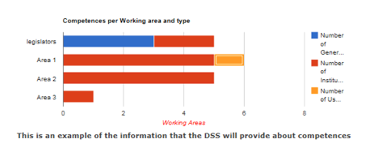 Competences per Working area and type
legislators
Area 1
Area 2
Area 3
0 2 4 6 8
Working Areas
Number
of
Gener...
Number
of
Institu...
Number
of Us...
This is an example of the information that the DSS will provide about competences